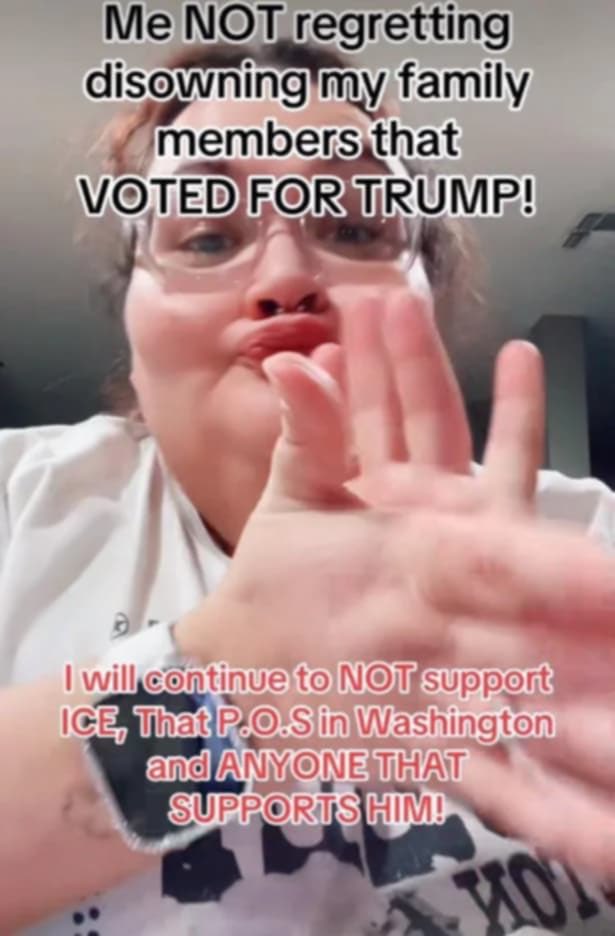 Me NOT regretting
disowning my family
members that
VOTED FOR TRUMP!
I will continue to NOT support
ICE, That P.O.S in Washington
and ANYONE THAT
SUPPORTS HIM!